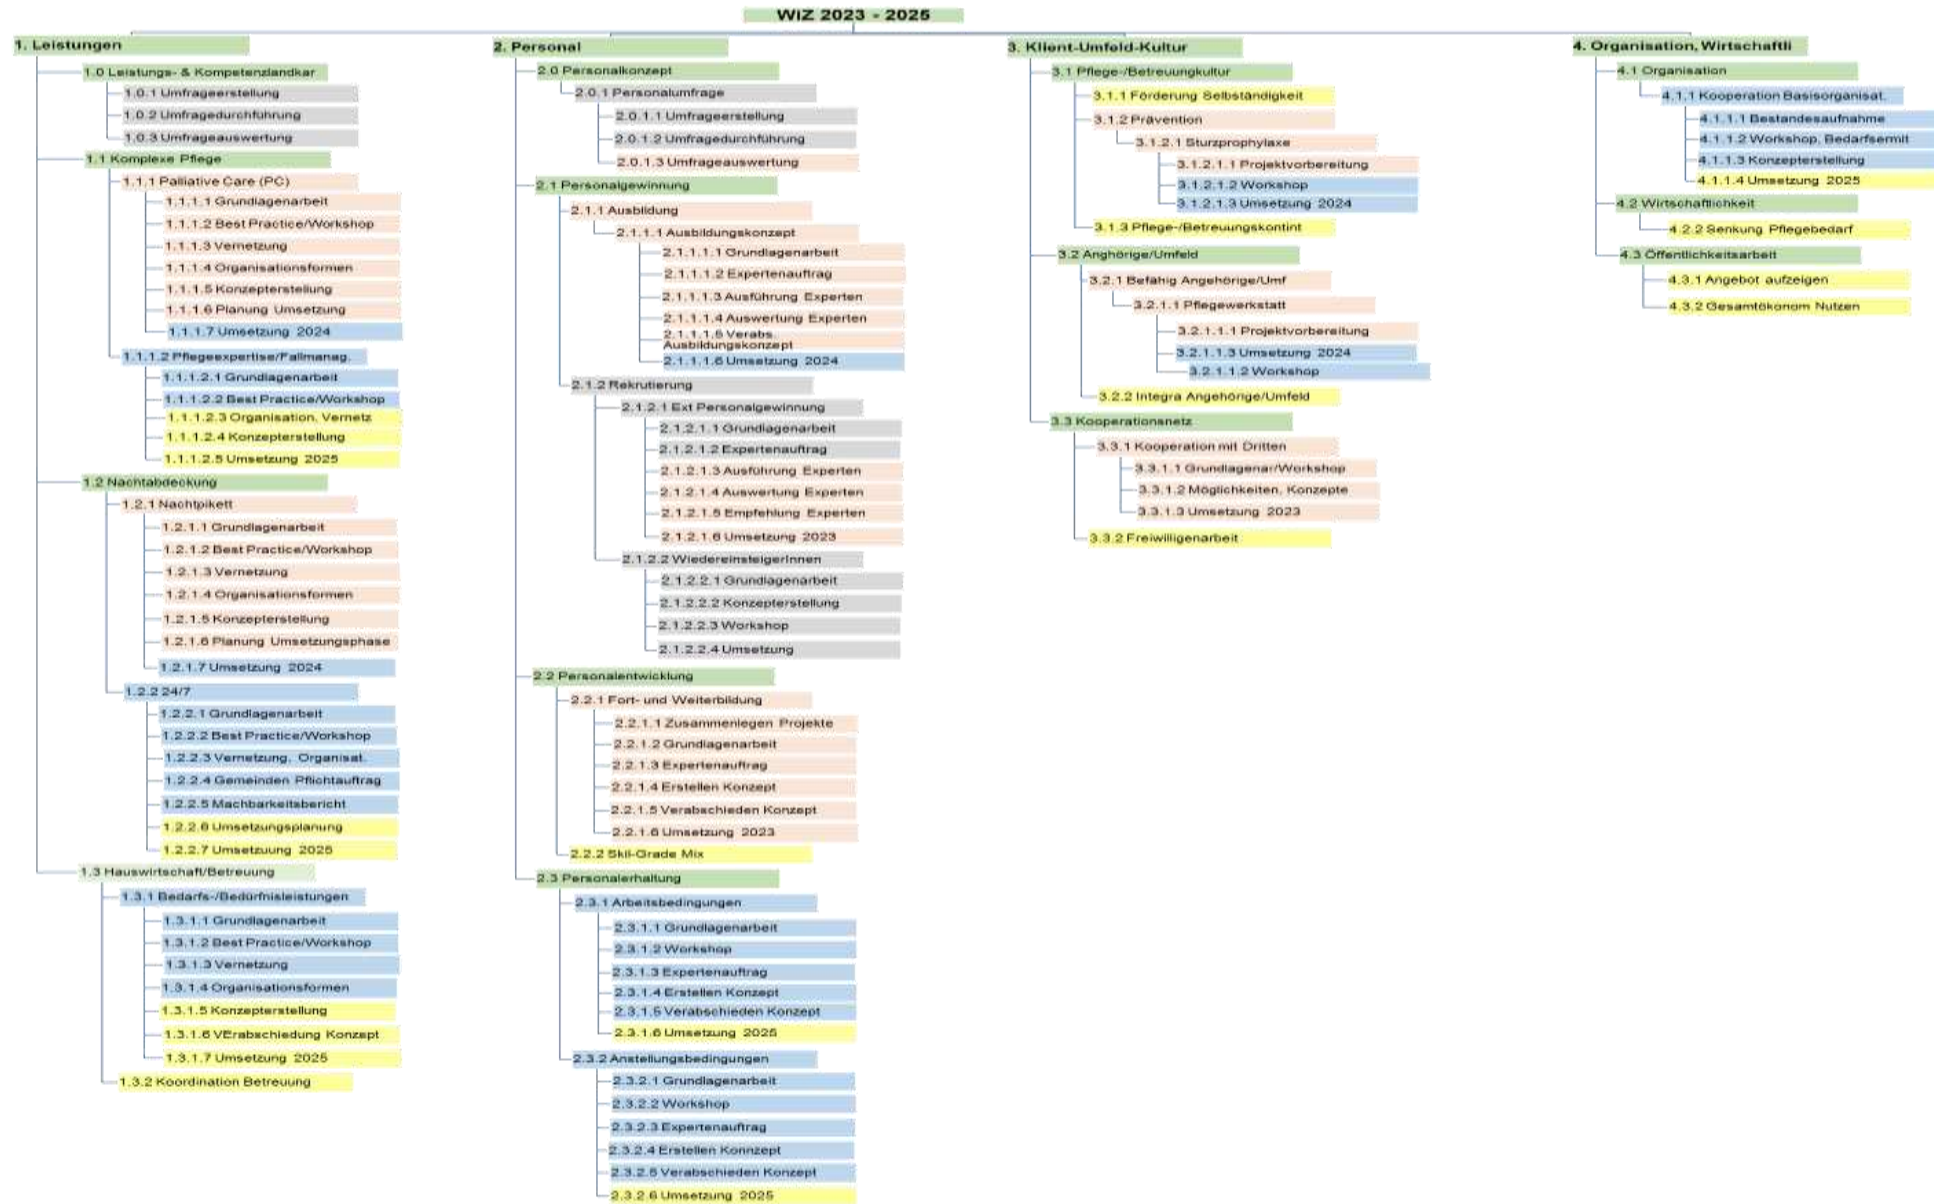 WiZ 2023 - 2025
1. Leistungen
1.0 Leistungs- & Kompetenzlandkar
1.0.1 Umfrageerstellung
1.0.2 Umfragedurchführung
1.0.3 Umfrageauswertung
1.1 Komplexe Pflege
1.1.1 Palliative Care (PC)
1.1.1.1 Grundlagenarbeit
1.1.1.2 Best Practice/Workshop
1.1.1.3 Vernetzung
1.1.1.4 Organisationsformen
1.1.1.5 Konzepterstellung
1.1.1.6 Planung Umsetzung
1.1.1.7 Umsetzung 2024
1.1.1.2 Pflegeexpertise/Fallmanag.
1.1.1.2.1 Grundlagenarbeit
1.1.1.2.2 Best Practice/Workshop
1.1.1.2.3 Organisation, Vernetz
1.1.1.2.4 Konzepterstellung
1.1.1.2.5 Umsetzung 2025
1.2 Nachtabdeckung
1.2.1 Nachtpikett
1.2.1.1 Grundlagenarbeit
1.2.1.2 Best Practice/Workshop
1.2.1.3 Vernetzung
1.2.1.4 Organisationsformen
1.2.1.5 Konzepterstellung
1.2.1.6 Planung Umsetzungsphase
1.2.1.7 Umsetzung 2024
1.2.2 24/7
1.2.2.1 Grundlagenarbeit
1.2.2.2 Best Practice/Workshop
1.2.2.3 Vernetzung, Organisat.
1.2.2.4 Gemeinden Pflichtauftrag
1.2.2.5 Machbarkeitsbericht
1.2.2.6 Umsetzungsplanung
1.2.2.7 Umsetzuung 2025
1.3 Hauswirtschaft/Betreuung
1.3.1 Bedarfs-/Bedürfnisleistungen
1.3.1.1 Grundlagenarbeit
1.3.1.2 Best Practice/Workshop
1.3.1.3 Vernetzung
1.3.1.4 Organisationsformen
1.3.1.5 Konzepterstellung
1.3.1.6 VErabschiedung Konzept
1.3.1.7 Umsetzung 2025
1.3.2 Koordination Betreuung
2. Personal
2.0 Personalkonzept
2.0.1 Personalumfrage
2.0.1.1 Umfrageerstellung
2.0.1.2 Umfragedurchführung
2.0.1.3 Umfrageauswertung
2.1 Personalgewinnung
2.1.1 Ausbildung
2.1.1.1 Ausbildungskonzept
2.1.1.1.1 Grundlagenarbeit
2.1.1.1.2 Expertenauftrag
2.1.1.1.3 Ausführung Experten
2.1.1.1.4 Auswertung Experten
2.1.1.1.5 Verabs.
Ausbildungskonzept
2.1.1.1.6 Umsetzung 2024
2.1.2 Rekrutierung
2.1.2.1 Ext Personalgewinnung
2.1.2.1.1 Grundlagenarbeit
2.1.2.1.2 Expertenauftrag
2.1.2.1.3 Ausführung Experten
2.1.2.1.4 Auswertung Experten
2.1.2.1.5 Empfehlung Experten
2.1.2.1.6 Umsetzung 2023
2.1.2.2 WiedereinsteigerInnen
2.1.2.2.1 Grundlagenarbeit
2.1.2.2.2 Konzepterstellung
2.1.2.2.3 Workshop
2.1.2.2.4 Umsetzung
2.2 Personalentwicklung
2.2.1 Fort- und Weiterbildung
2.2.1.1 Zusammenlegen Projekte
2.2.1.2 Grundlagenarbeit
2.2.1.3 Expertenauftrag
2.2.1.4 Erstellen Konzept
2.2.1.5 Verabschieden Konzept
2.2.1.6 Umsetzung 2023
2.2.2 Skil-Grade Mix
2.3 Personalerhaltung
2.3.1 Arbeitsbedingungen
2.3.1.1 Grundlagenarbeit
2.3.1.2 Workshop
2.3.1.3 Expertenauftrag
2.3.1.4 Erstellen Konzept
2.3.1.5 Verabschieden Konzept
2.3.1.6 Umsetzung 2025
2.3.2 Anstellungsbedingungen
2.3.2.1 Grundlagenarbeit
2.3.2.2 Workshop
2.3.2.3 Expertenauftrag
2.3.2.4 Erstellen Konnzept
2.3.2.5 Verabschieden Konzept
2.3.2.6 Umsetzung 2025
3. Klient-Umfeld-Kultur
3.1 Pflege-/Betreuungkultur
3.1.1 Förderung Selbständigkeit
3.1.2 Prävention
3.1.2.1 Sturzprophylaxe
3.1.2.1.1 Projektvorbereitung
3.1.2.1.2 Workshop
3.1.2.1.3 Umsetzung 2024
3.1.3 Pflege-/Betreuungskontint
3.2 Anghörige/Umfeld
3.2.1 Befähig Angehörige/Umf
3.2.1.1 Pflegewerkstatt
3.2.1.1.1 Projektvorbereitung
3.2.1.1.3 Umsetzung 2024
3.2.1.1.2 Workshop
3.2.2 Integra Angehörige/Umfeld
3.3 Kooperationsnetz
3.3.1 Kooperation mit Dritten
3.3.1.1 Grundlagenar/Workshop
3.3.1.2 Möglichkeiten, Konzepte
3.3.1.3 Umsetzung 2023
3.3.2 Freiwilligenarbeit
4. Organisation, Wirtschaftli
4.1 Organisation
4.1.1 Kooperation Basisorganisat.
4.1.1.1 Bestandesaufnahme
4.1.1.2 Workshop, Bedarfsermit
4.1.1.3 Konzepterstellung
4.1.1.4 Umsetzung 2025
4.2 Wirtschaftlichkeit
4.2.2 Senkung Pflegebedarf
4.3 Öffentlichkeitsarbeit
4.3.1 Angebot aufzeigen
4.3.2 Gesamtökonom Nutzen